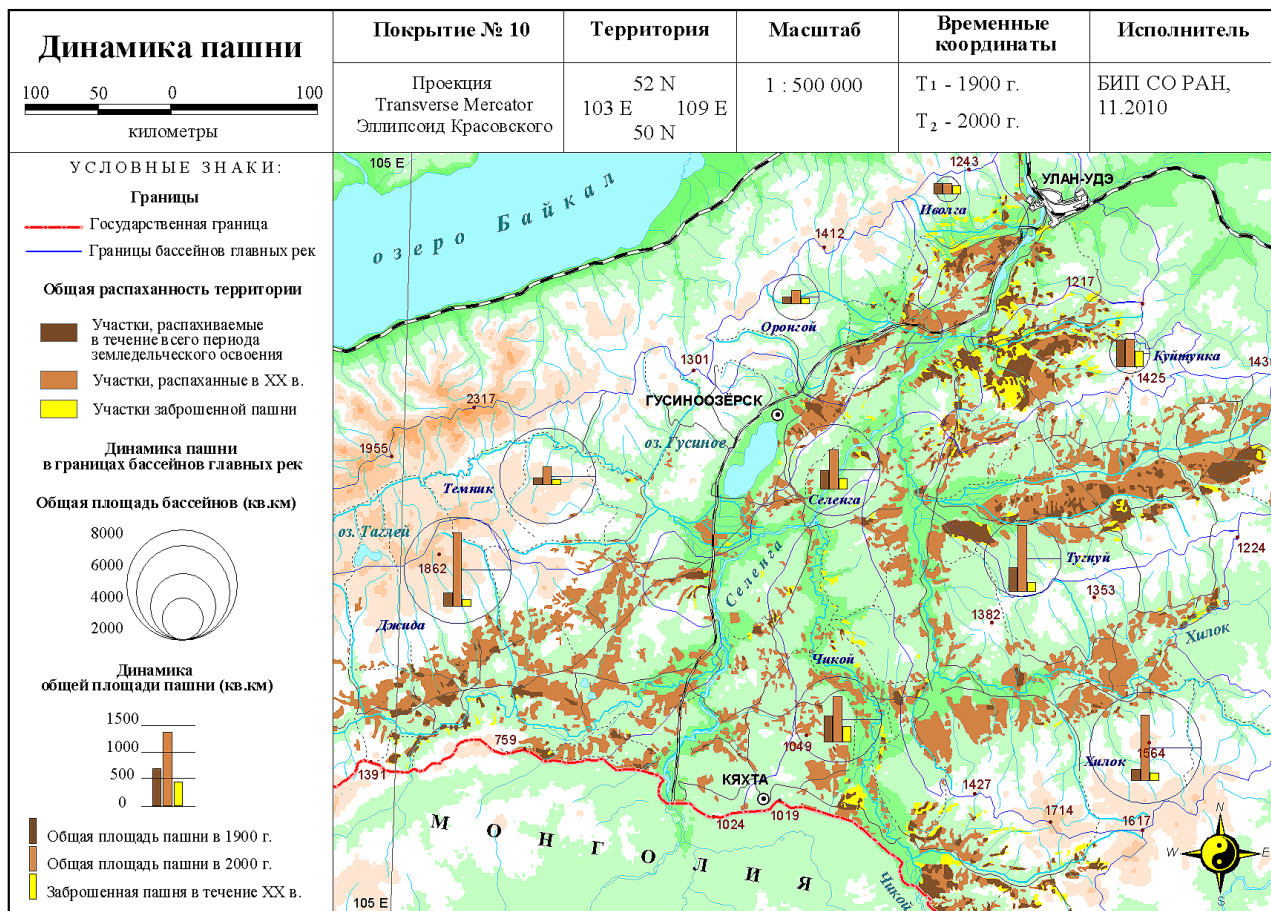 Динамика пашни
100 50 0 100
километры
Покрытие № 10
Проекция
Transverse Mercator
Эллипсоид Красовского
Территория
52 N
103 E 109 E
50 N
Масштаб
1 : 500 000
Временные
координаты
T1 - 1900 г.
T2 - 2000 г.
Исполнитель
БИП СО РАН,
11.2010
УСЛОВНЫЕ ЗНАКИ:
Границы
Государственная граница
Границы бассейнов главных рек
Общая распаханность территории
Участки, распахиваемые
в течение всего периода
земледельческого освоения
Участки, распаханные в XX в.
Участки заброшенной пашни
Динамика пашни
в границах бассейнов главных рек
Общая площадь бассейнов (кв.км)
8000
6000
4000
2000
Динамика
общей площади пашни (кв.км)
1500
1000
500
0
Общая площадь пашни в 1900 г.
Общая площадь пашни в 2000 г.
Заброшенная пашня в течение XX в.
105 E
озеро Байкал
1243
УЛАН-УДЭ
Иволга
1412
1217
Оронгой
Куйтунка
1301
1425
1431
ГУСИНООЗЁРСК
2317
оз. Гусиное
1955
Темник
Селенга
оз. Таглей
1862
Тугнуй
1224
Селенга
1353
1382
Джида
Хилок
Чикой
759
1049
1564
Хилок
1391
КЯХТА
1427
1024
1019
1714
1617
МОНГОЛИЯ
Чикой
105 E
N
W E
S